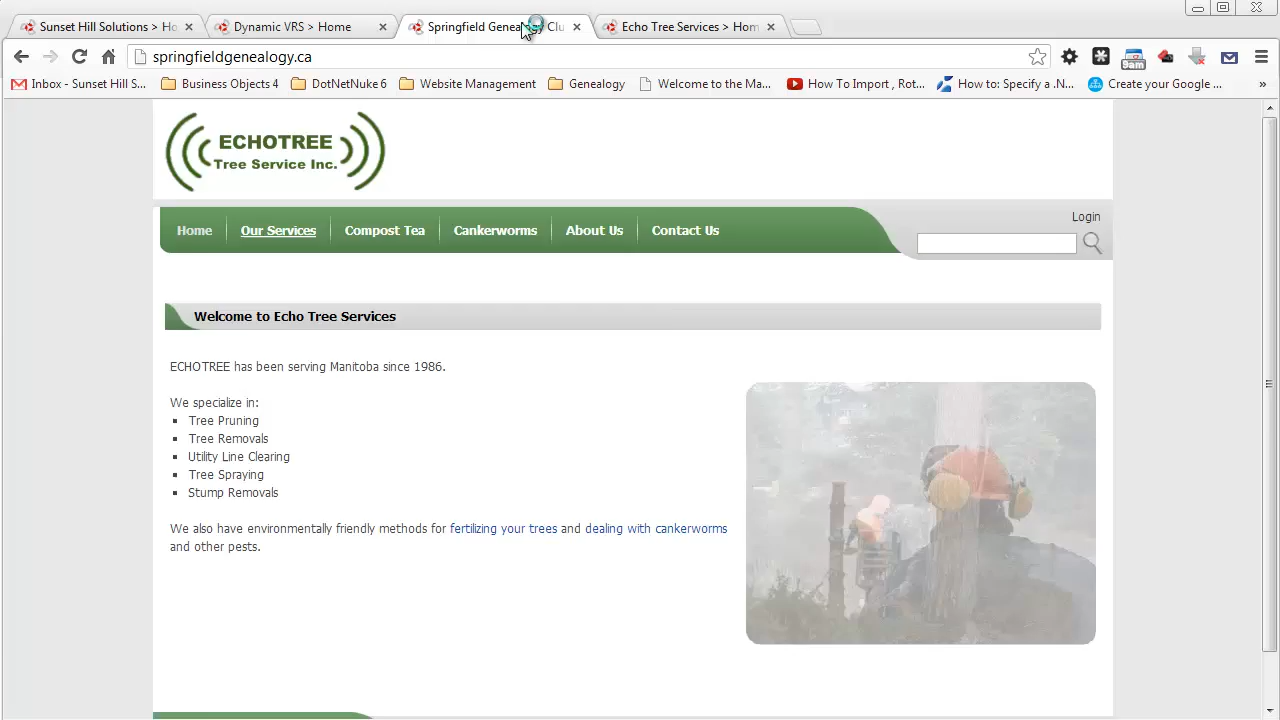 Sunset Hill Solutions > Ho
Dynamic VRS > Home
Springfield Genealogy Clu
Echo Tree Services > Hom
springfieldgenealogy.ca
9am
Inbox - Sunset Hill S...
Business Objects 4
DotNetNuke 6
Website Management
Genealogy
Welcome to the Ma...
How To Import , Rot...
How to: Specify a .N...
Create your Google ...
»
ECHOTREE
Tree Service Inc.
Login
Home
Our Services
Compost Tea
Cankerworms
About Us
Contact Us
Welcome to Echo Tree Services
ECHOTREE has been serving Manitoba since 1986.
We specialize in:
Tree Pruning
Tree Removals
Utility Line Clearing
Tree Spraying
Stump Removals
We also have environmentally friendly methods for fertilizing your trees and dealing with cankerworms
and other pests.